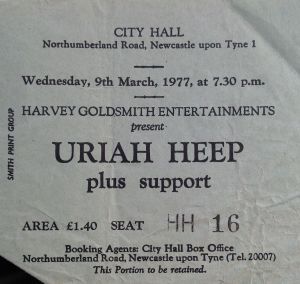 CITY HALL
Northumberland Road, Newcastle upon Tyne 1
Wednesday, 9th March, 1977, at 7.30 p.m.
HARVEY GOLDSMITH ENTERTAINMENTS
present
URIAH HEEP
plus support
AREA £1.40 SEAT HH 16
Booking Agents: City Hall Box Office
Northumberland Road, Newcastle upon Tyne (Tel. 20007)
This Portion to be retained.
SMITH PRINT GROUP